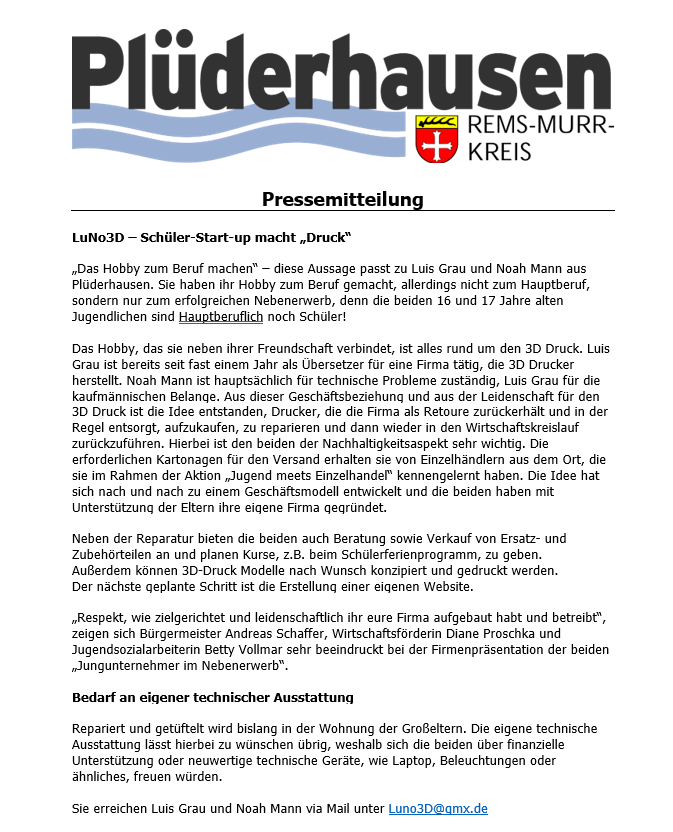 Plüderhausen
REMS-MURR-
KREIS
Pressemitteilung
LuNo3D – Schüler-Start-up macht „Druck“
„Das Hobby zum Beruf machen“ – diese Aussage passt zu Luis Grau und Noah Mann aus
Plüderhausen. Sie haben ihr Hobby zum Beruf gemacht, allerdings nicht zum Hauptberuf,
sondern nur zum erfolgreichen Nebenerwerb, denn die beiden 16 und 17 Jahre alten
Jugendlichen sind Hauptberuflich noch Schüler!
Das Hobby, das sie neben ihrer Freundschaft verbindet, ist alles rund um den 3D Druck. Luis
Grau ist bereits seit fast einem Jahr als Übersetzer für eine Firma tätig, die 3D Drucker
herstellt. Noah Mann ist hauptsächlich für technische Probleme zuständig, Luis Grau für die
kaufmännischen Belange. Aus dieser Geschäftsbeziehung und aus der Leidenschaft für den
3D Druck ist die Idee entstanden, Drucker, die die Firma als Retoure zurückerhält und in der
Regel entsorgt, aufzukaufen, zu reparieren und dann wieder in den Wirtschaftskreislauf
zurückzuführen. Hierbei ist den beiden der Nachhaltigkeitsaspekt sehr wichtig. Die
erforderlichen Kartonagen für den Versand erhalten sie von Einzelhändlern aus dem Ort, die
sie im Rahmen der Aktion „Jugend meets Einzelhandel“ kennengelernt haben. Die Idee hat
sich nach und nach zu einem Geschäftsmodell entwickelt und die beiden haben mit
Unterstützung der Eltern ihre eigene Firma gegründet.
Neben der Reparatur bieten die beiden auch Beratung sowie Verkauf von Ersatz- und
Zubehörteilen an und planen Kurse, z.B. beim Schülerferienprogramm, zu geben.
Außerdem können 3D-Druck Modelle nach Wunsch konzipiert und gedruckt werden.
Der nächste geplante Schritt ist die Erstellung einer eigenen Website.
„Respekt, wie zielgerichtet und leidenschaftlich ihr eure Firma aufgebaut habt und betreibt“,
zeigen sich Bürgermeister Andreas Schaffer, Wirtschaftsförderin Diane Proschka und
Jugendsozialarbeiterin Betty Vollmar sehr beeindruckt bei der Firmenpräsentation der beiden
„Jungunternehmer im Nebenerwerb“.
Bedarf an eigener technischer Ausstattung
Repariert und getüftelt wird bislang in der Wohnung der Großeltern. Die eigene technische
Ausstattung lässt hierbei zu wünschen übrig, weshalb sich die beiden über finanzielle
Unterstützung oder neuwertige technische Geräte, wie Laptop, Beleuchtungen oder
ähnliches, freuen würden.
Sie erreichen Luis Grau und Noah Mann via Mail unter Luno3D@gmx.de